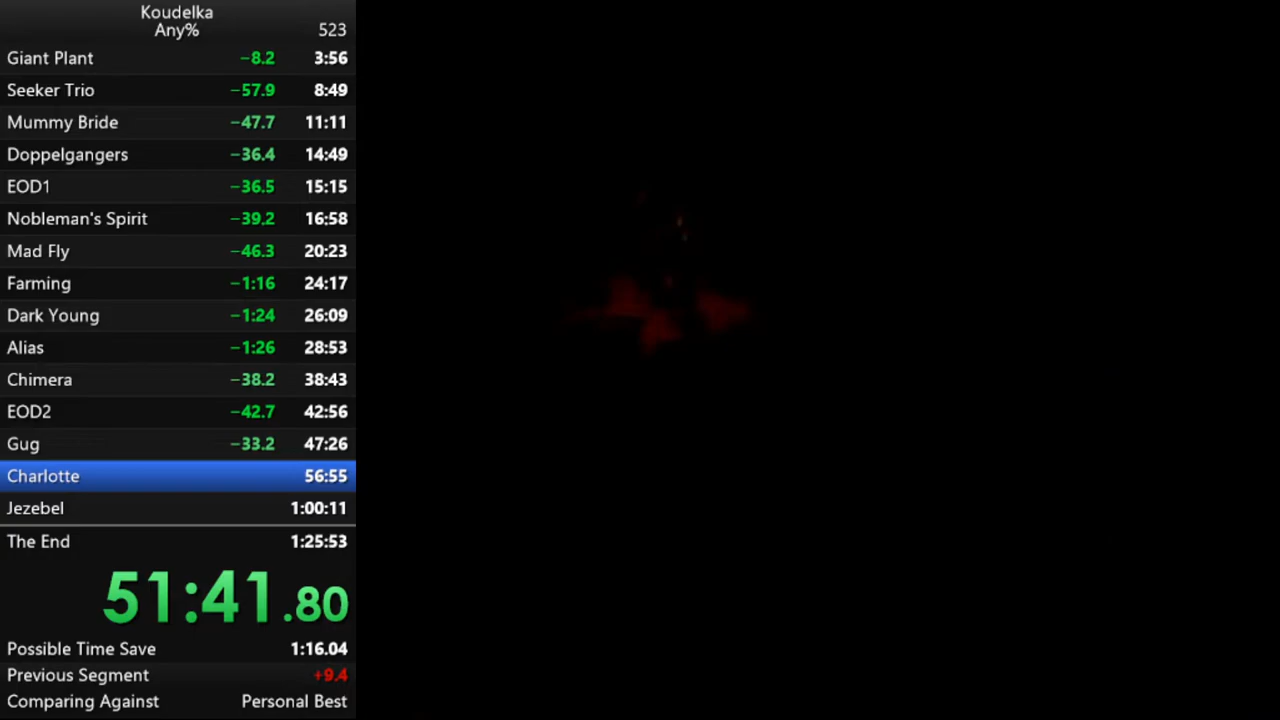 Koudelka
Any% 523
Giant Plant −8.2 3:56
Seeker Trio −57.9 8:49
Mummy Bride −47.7 11:11
Doppelgangers −36.4 14:49
EOD1 −36.5 15:15
Nobleman's Spirit −39.2 16:58
Mad Fly −46.3 20:23
Farming −1:16 24:17
Dark Young −1:24 26:09
Alias −1:26 28:53
Chimera −38.2 38:43
EOD2 −42.7 42:56
Gug −33.2 47:26
Charlotte 56:55
Jezebel 1:00:11
The End 1:25:53
51:41.80
Possible Time Save 1:16.04
Previous Segment +9.4
Comparing Against Personal Best